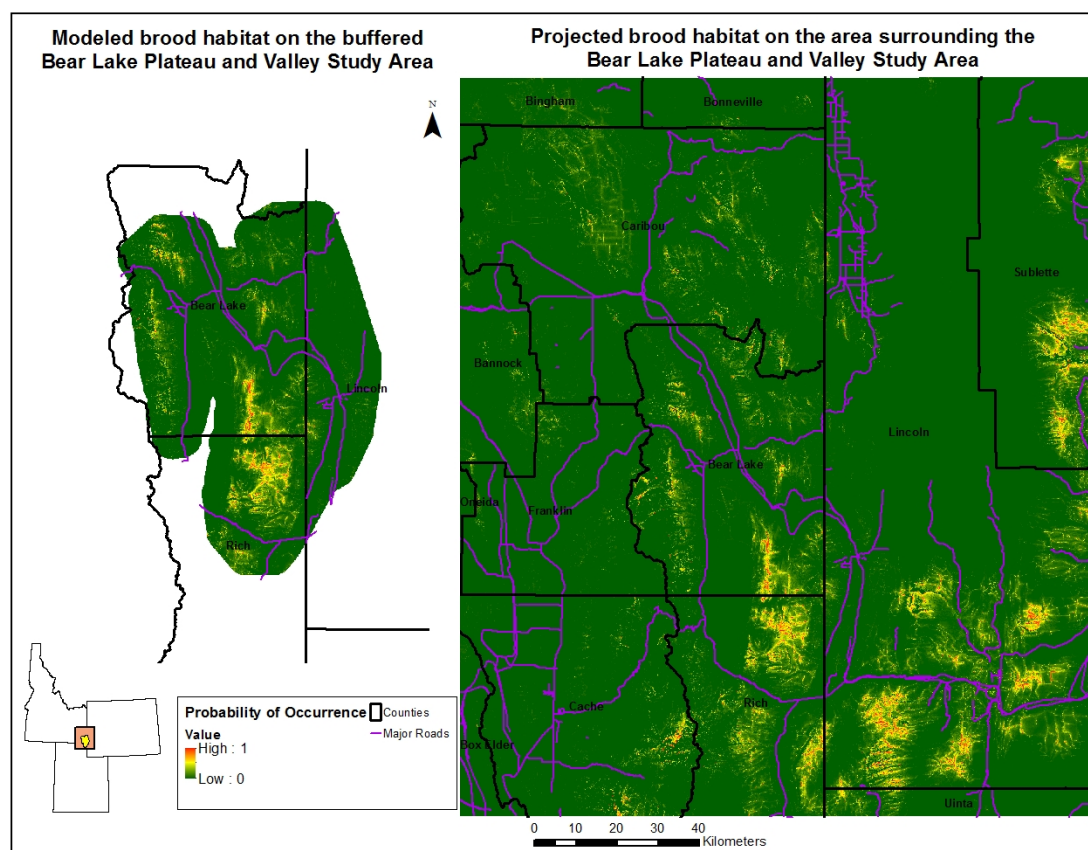 Modeled brood habitat on the buffered
Bear Lake Plateau and Valley Study Area
N
Bear Lake
Lincoln
Rich
Probability of Occurrence
Value
High : 1
Low : 0
Counties
Major Roads
Projected brood habitat on the area surrounding the
Bear Lake Plateau and Valley Study Area
Bingham
Bonneville
Caribou
Sublette
Bannock
Lincoln
Bear Lake
Oneida
Franklin
Cache
Rich
Box Elder
Uinta
0 5 10 20 30 40
Kilometers